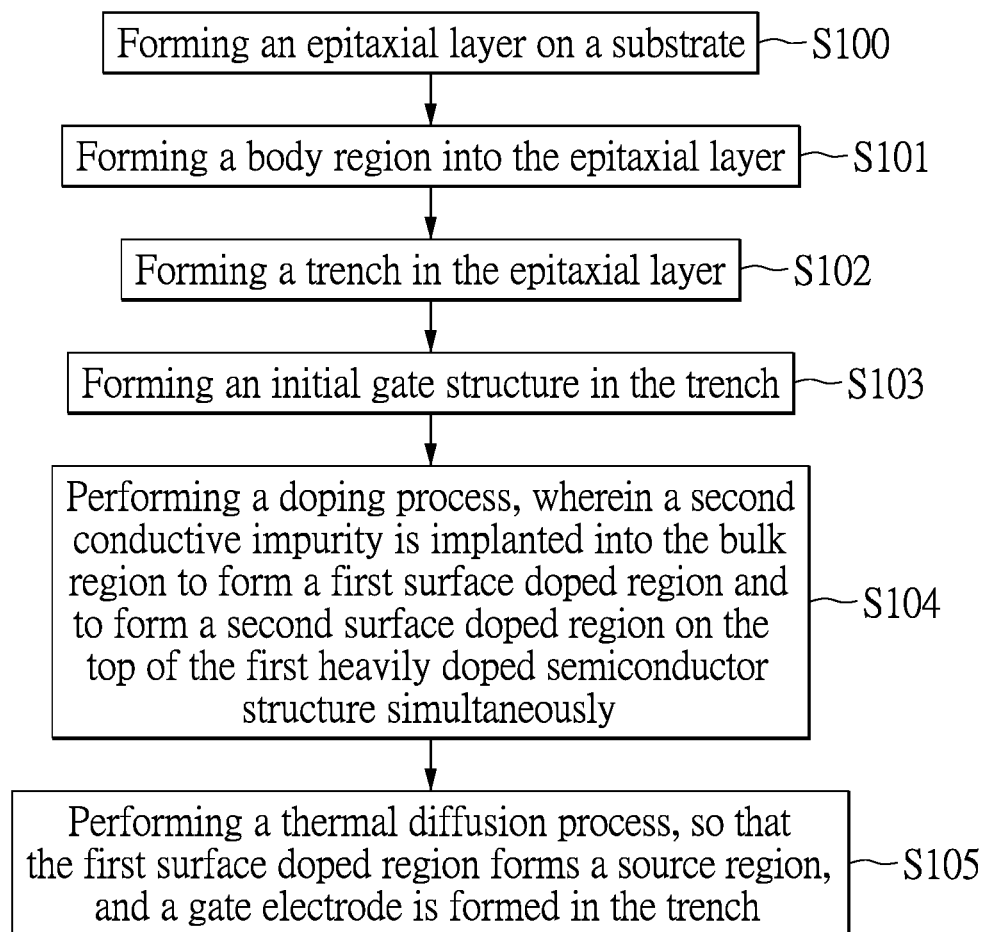 Forming an epitaxial layer on a substrate S100
Forming a body region into the epitaxial layer S101
Forming a trench in the epitaxial layer S102
Forming an initial gate structure in the trench S103
Performing a doping process, wherein a second
conductive impurity is implanted into the bulk
region to form a first surface doped region and
to form a second surface doped region on the
top of the first heavily doped semiconductor
structure simultaneously
S104
Performing a thermal diffusion process, so that
the first surface doped region forms a source region,
and a gate electrode is formed in the trench
S105